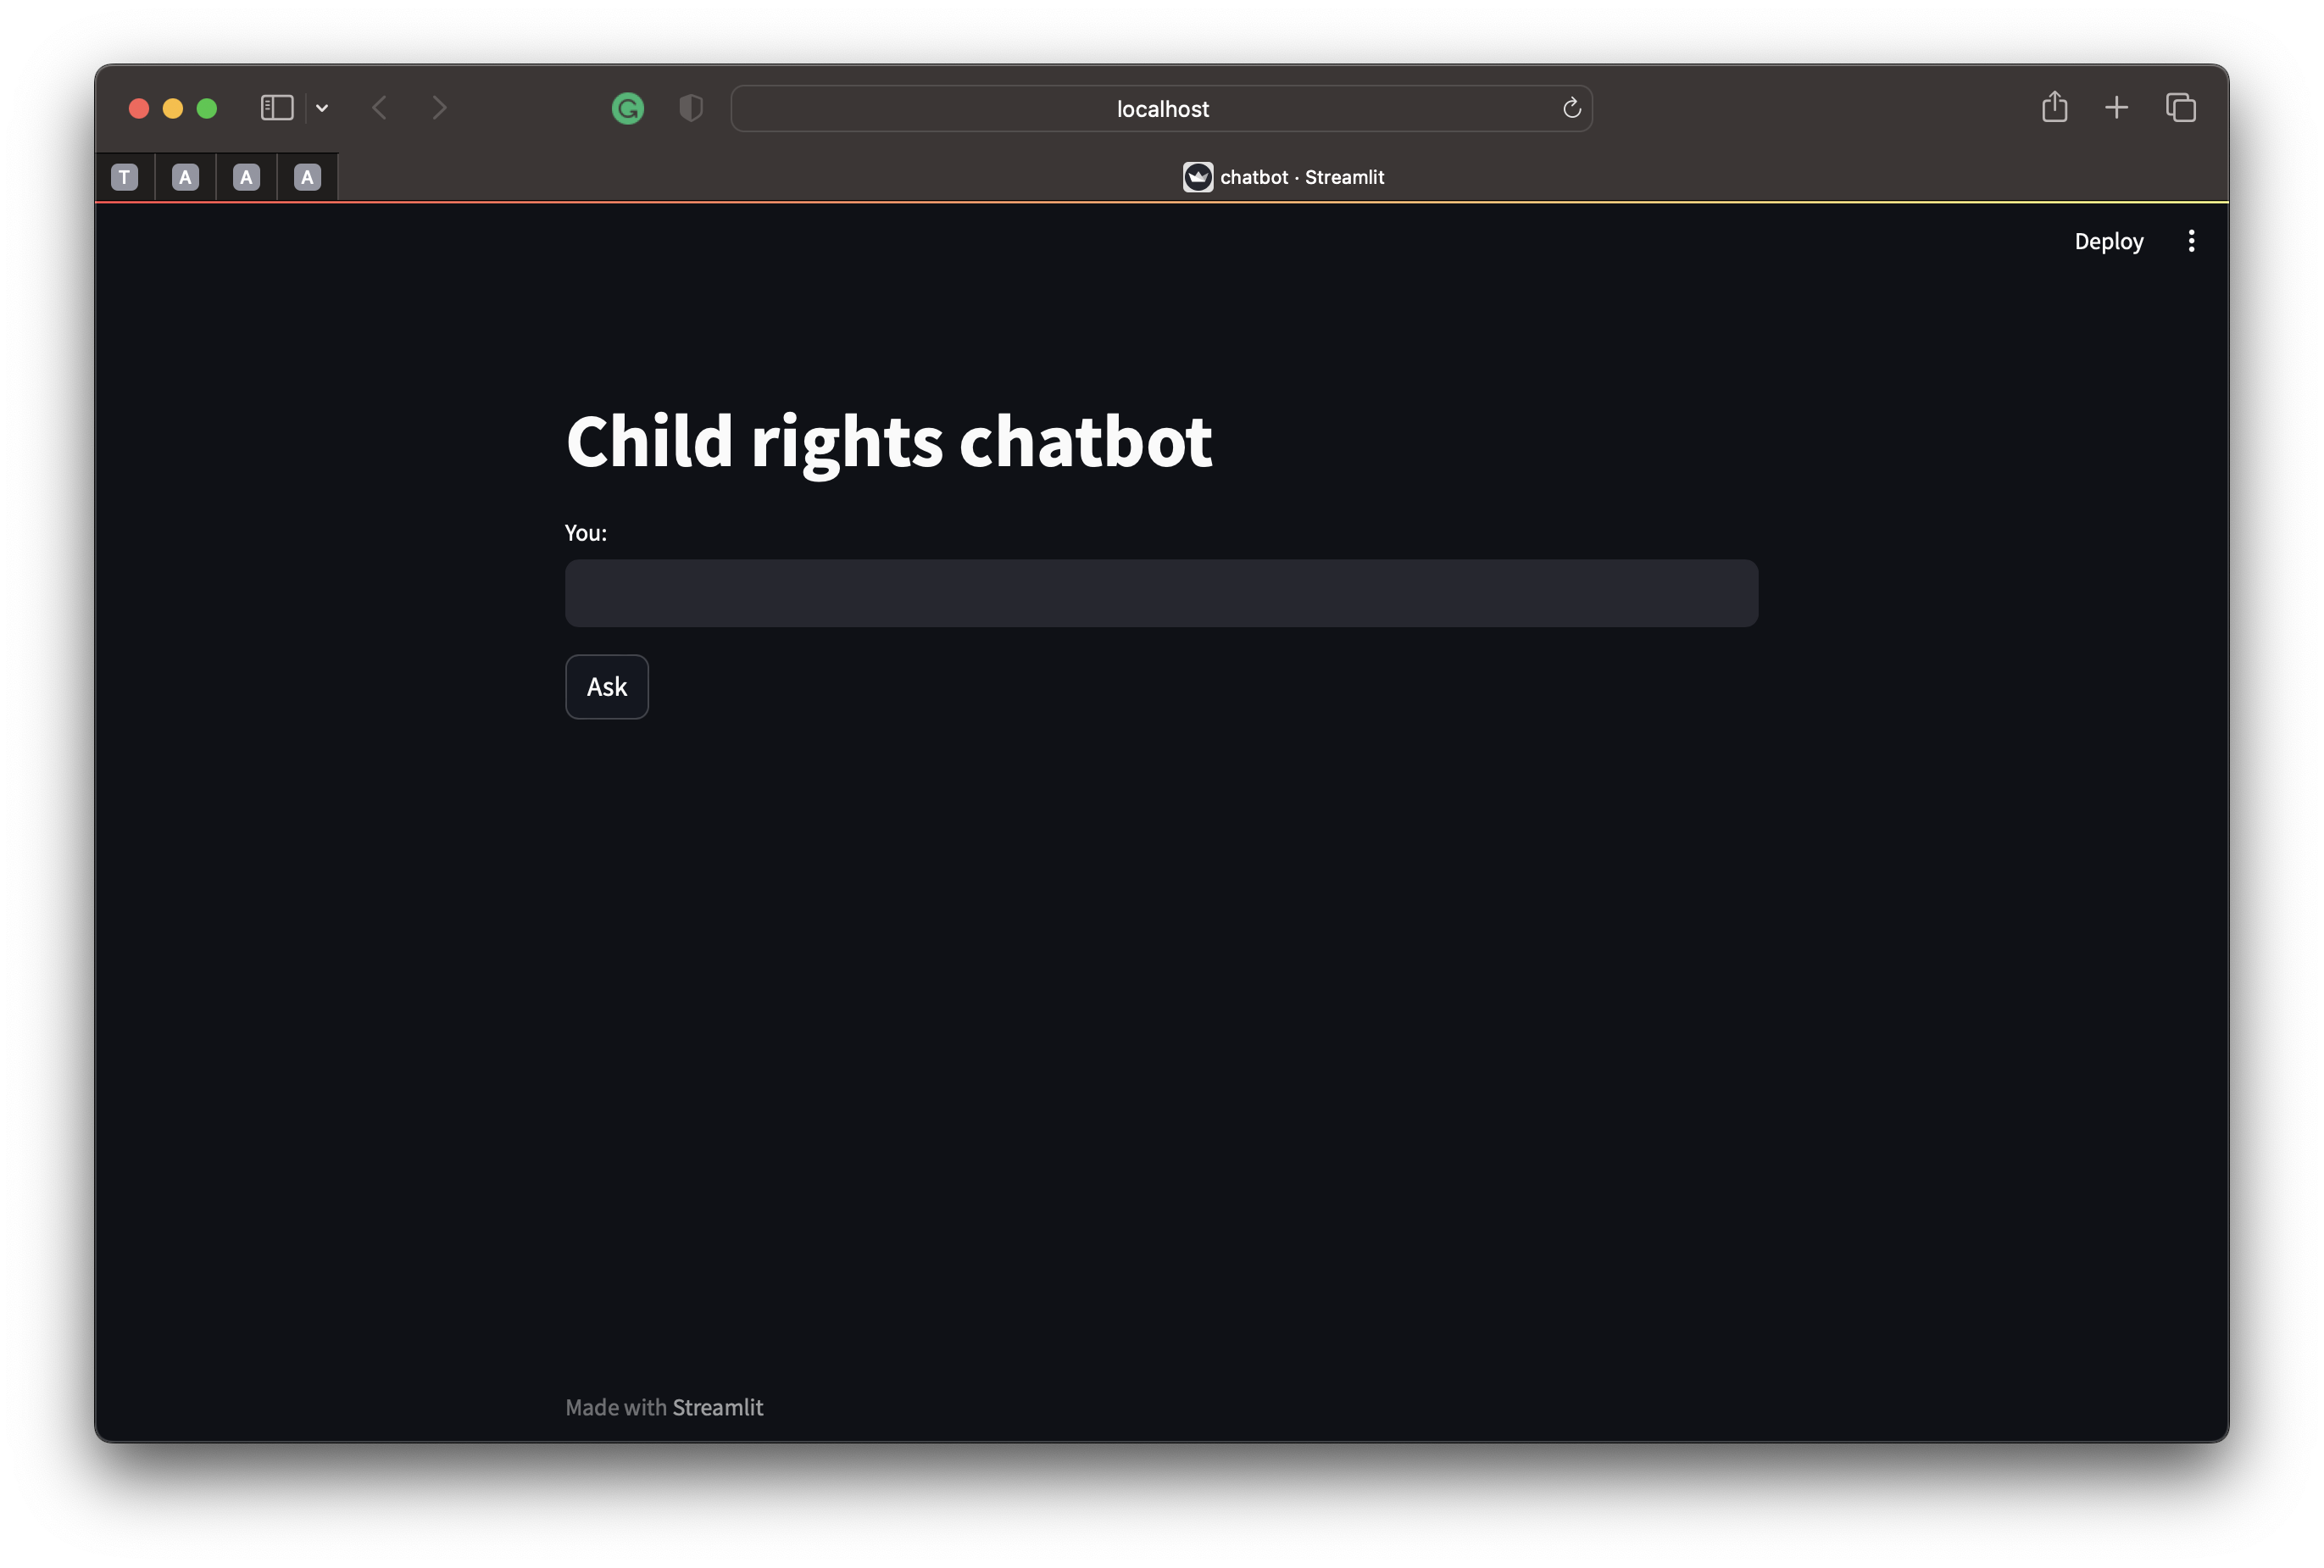 localhost
T A A A chatbot · Streamlit
Deploy
Child rights chatbot
You:
Ask
Made with Streamlit